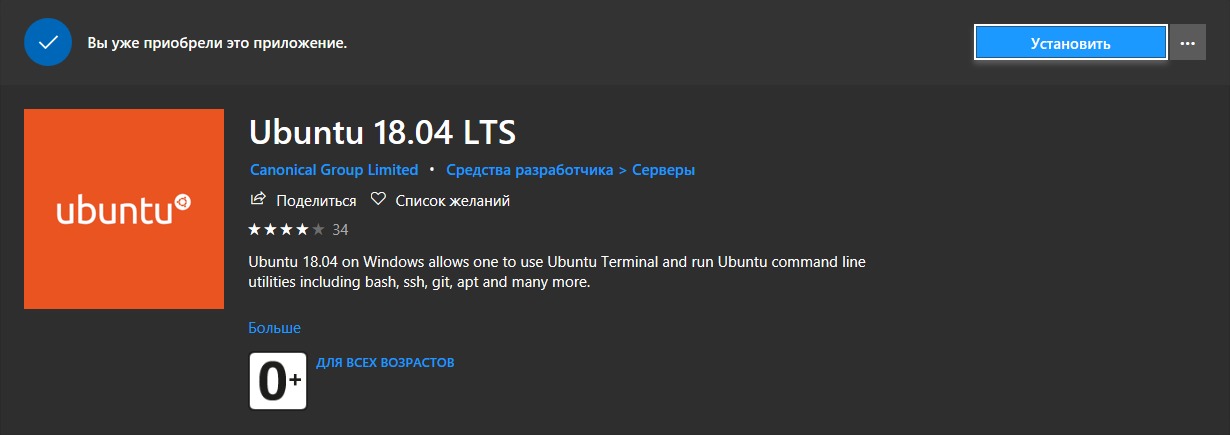 Вы уже приобрели это приложение.
Установить
ubuntu
Ubuntu 18.04 LTS
Canonical Group Limited • Средства разработчика > Серверы
Поделиться Список желаний
34
Ubuntu 18.04 on Windows allows one to use Ubuntu Terminal and run Ubuntu command line
utilities including bash, ssh, git, apt and many more.
Больше
0+ ДЛЯ ВСЕХ ВОЗРАСТОВ